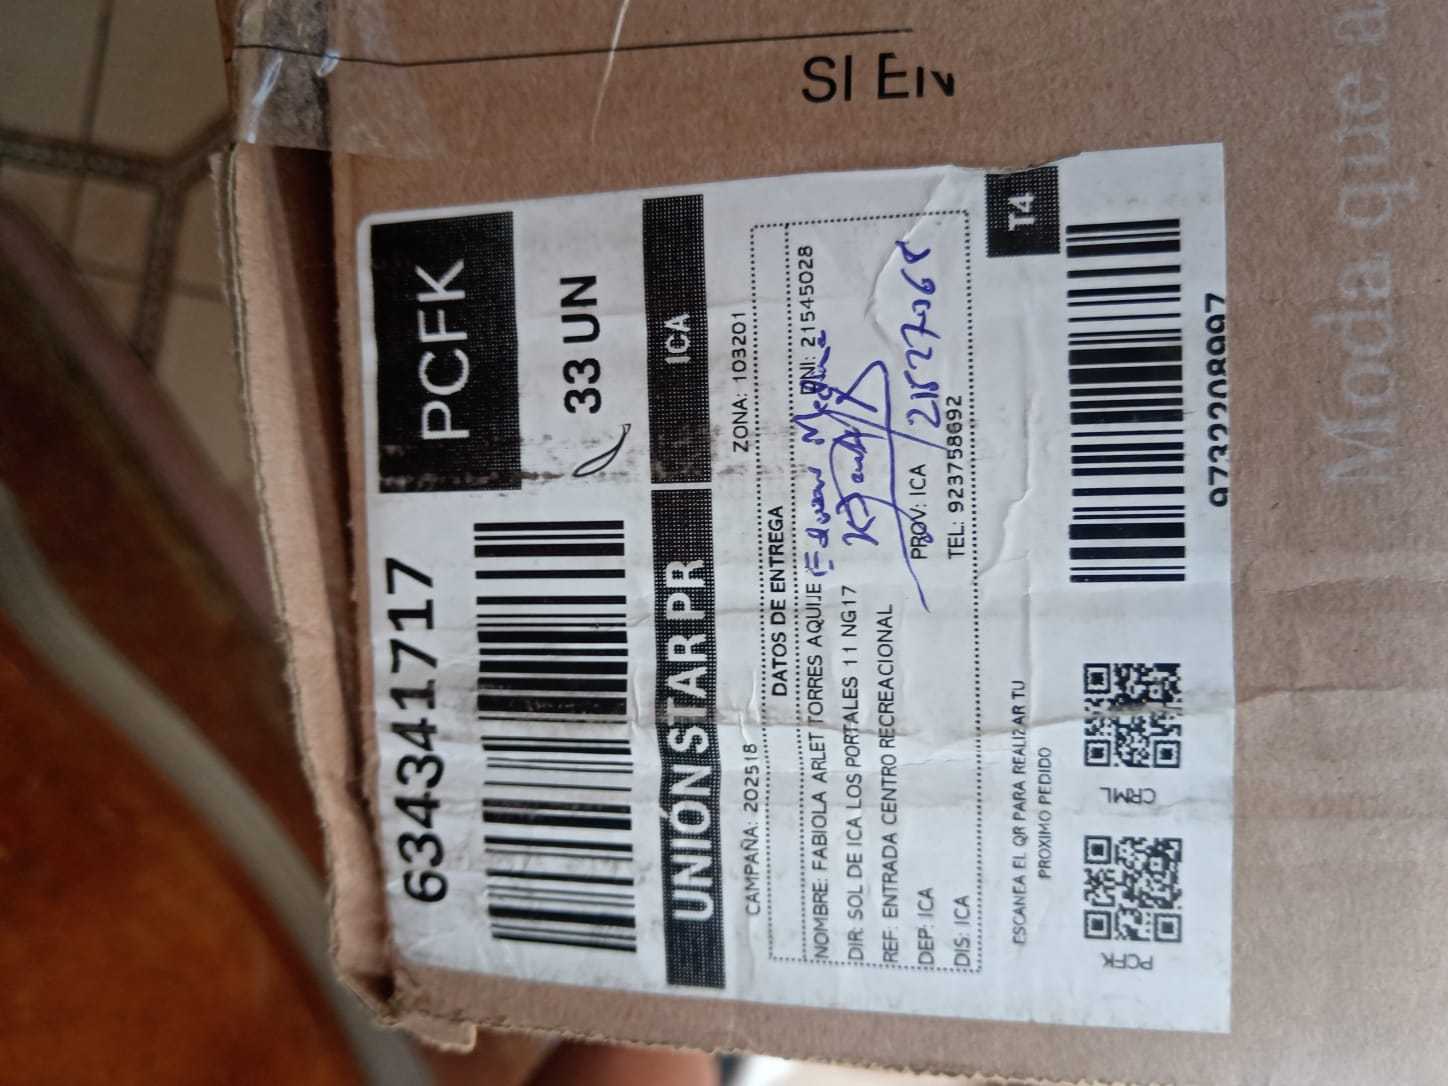 SI EN
6343417717
PCFK
33 UN
UNIÓN STAR PR
ICA
CAMPAÑA: 202518
ZONA: 103201
DATOS DE ENTREGA
NOMBRE: FABIOLA ARLET TORRES AQUIJE
DNI: 21545028
DIR: SOL DE ICA LOS PORTALES 11 NG17
REF: ENTRADA CENTRO RECREACIONAL
DEP: ICA
PROV: ICA
DIS: ICA
TEL: 923758692
T4
ESCANEA EL QR PARA REALIZAR TU
PROXIMO PEDIDO
PCFK
CRML
9732208997
Moda que a